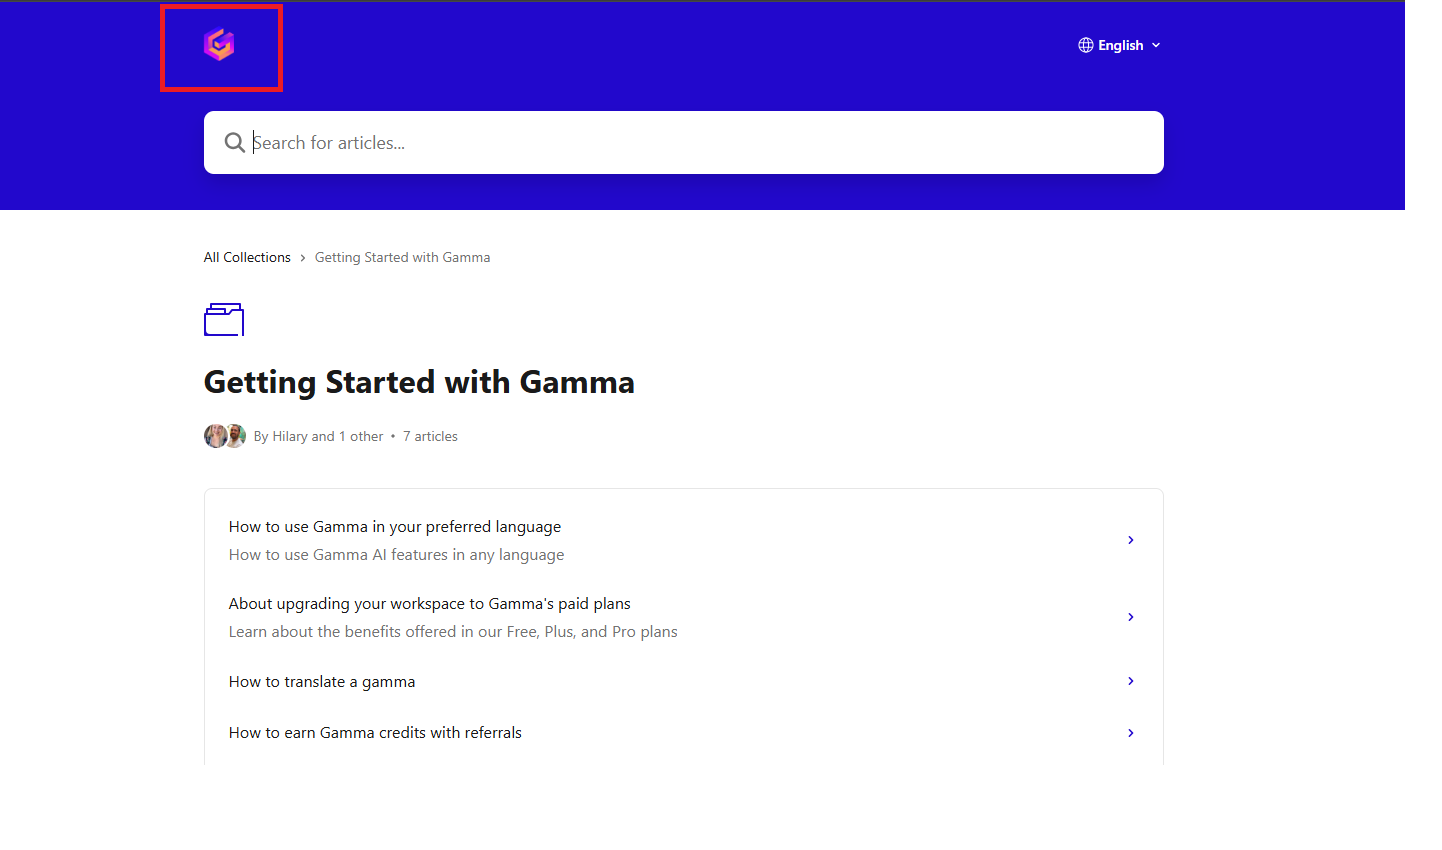 English
Search for articles...
All Collections > Getting Started with Gamma
Getting Started with Gamma
By Hilary and 1 other • 7 articles
How to use Gamma in your preferred language
How to use Gamma AI features in any language
About upgrading your workspace to Gamma's paid plans
Learn about the benefits offered in our Free, Plus, and Pro plans
How to translate a gamma
How to earn Gamma credits with referrals